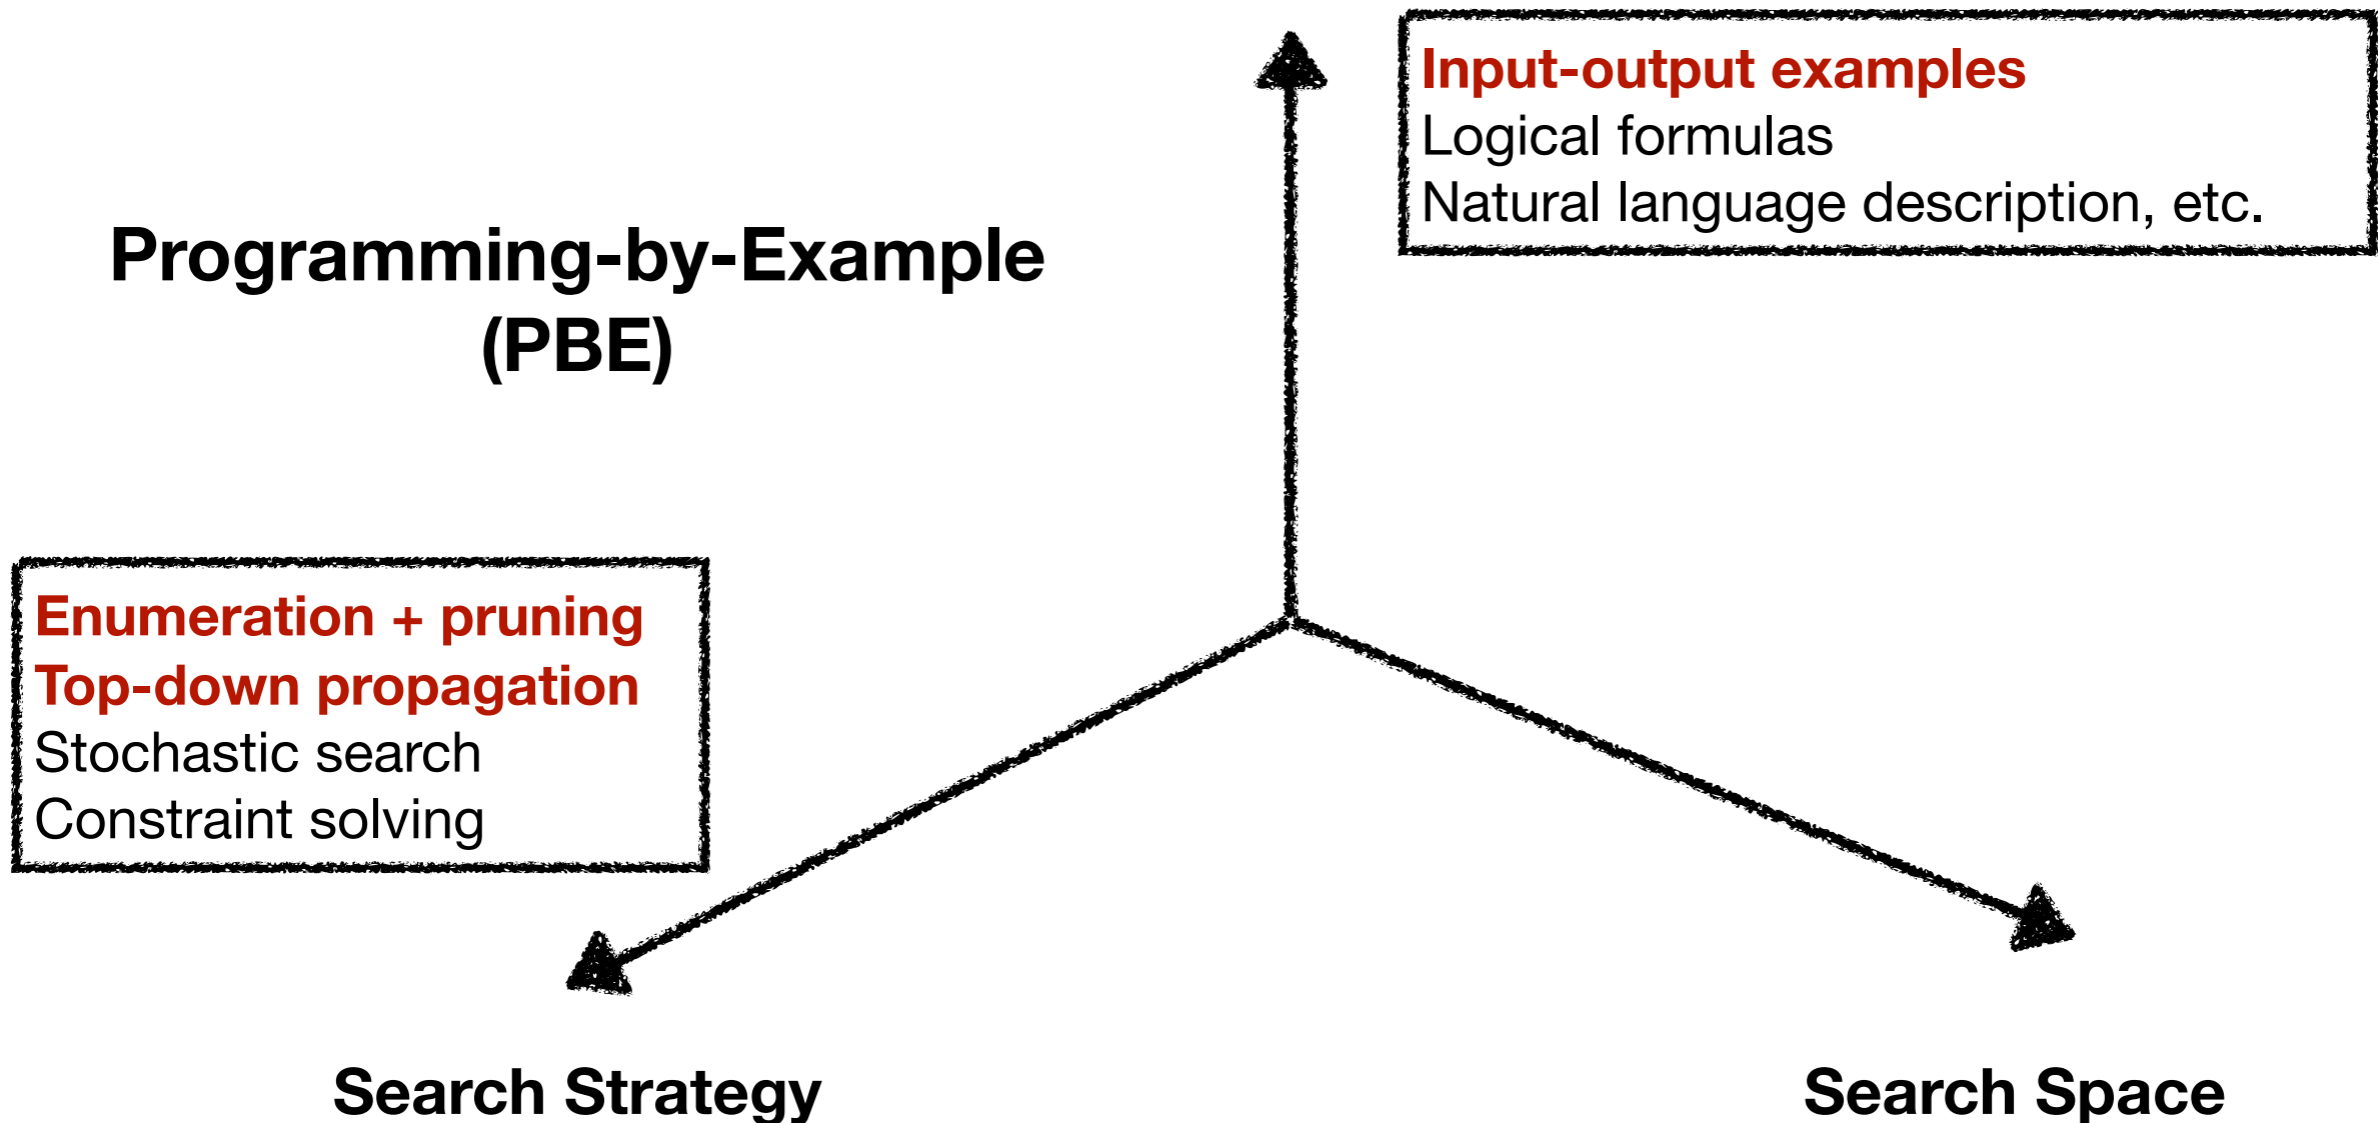 Input-output examples
Logical formulas
Natural language description, etc.
Programming-by-Example
(PBE)
Enumeration + pruning
Top-down propagation
Stochastic search
Constraint solving
Search Strategy
Search Space